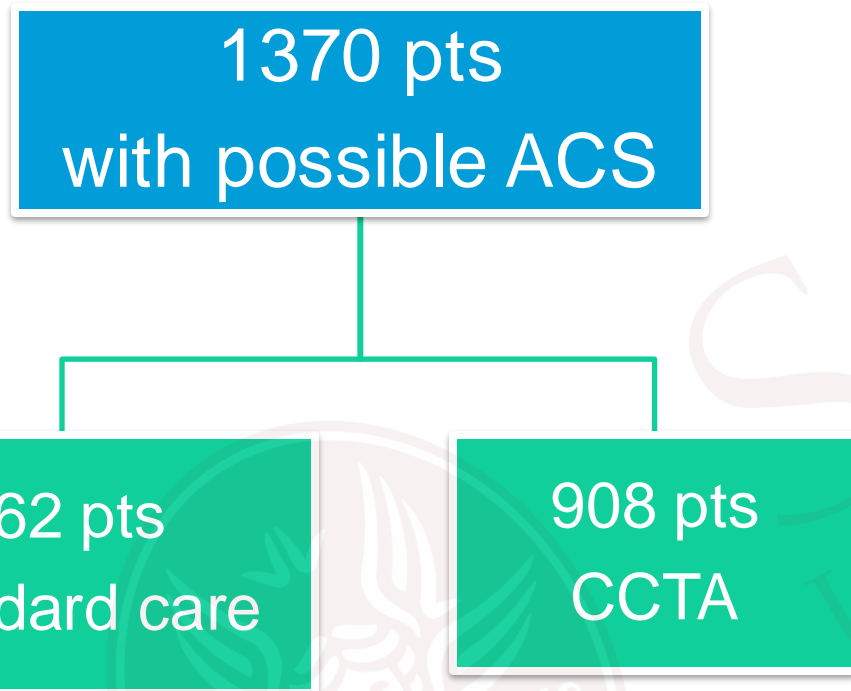 1370 pts
with possible ACS
62 pts
dard care
908 pts
CCTA